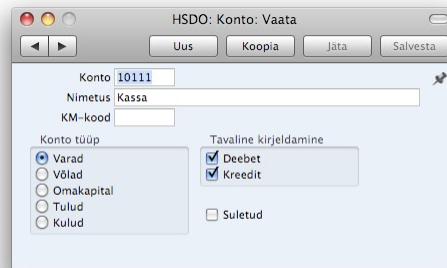 HSDO: Konto: Vaata
Uus Koopia Jäta Salvesta
Konto 10111
Nimetus Kassa
KM-kood
Konto tüüp
Varad
Võlad
Omakapital
Tulud
Kulud
Tavaline kirjeldamine
Deebet
Kreedit
Suletud